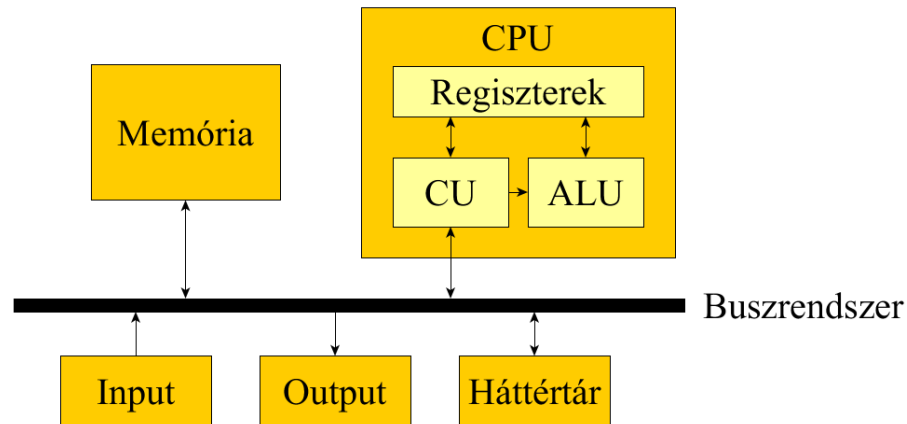 CPU
Regiszterek
Memória
CU
ALU
Buszrendszer
Input
Output
Háttértár